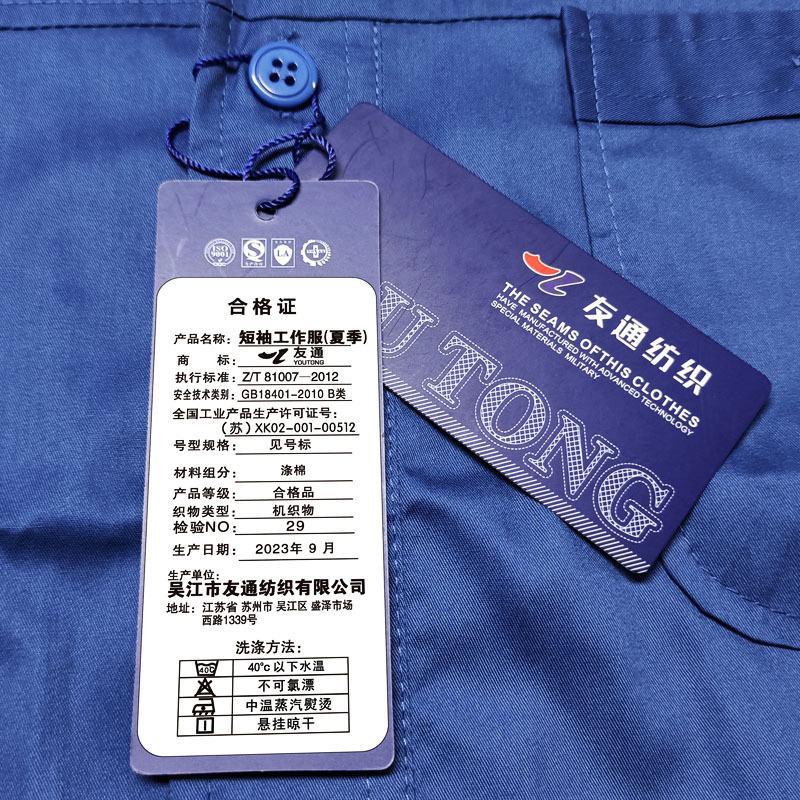 ISO
9001
LA
合格证
产品名称: 短袖工作服(夏季)
商 标: 友通
YOUTONG
执行标准: Z/T 81007—2012
安全技术类别: GB18401-2010 B类
全国工业产品生产许可证号:
(苏) XK02-001-00512
号型规格: 见号标
材料组分: 涤棉
产品等级: 合格品
织物类型: 机织物
检验NO: 29
生产日期: 2023年 9 月
生产单位:
吴江市友通纺织有限公司
地址: 江苏省 苏州市 吴江区 盛泽市场
西路1339号
洗涤方法:
40C 40°c 以下水温
不可氯漂
中温蒸汽熨烫
悬挂晾干
友通纺织
THE SEAMS OFTHIS CLOTHES
HAVE MANUFACTURED WITH ADVANCED TECHNOLOGY
SPECIAL MATERIALS MILITARY
U TONG